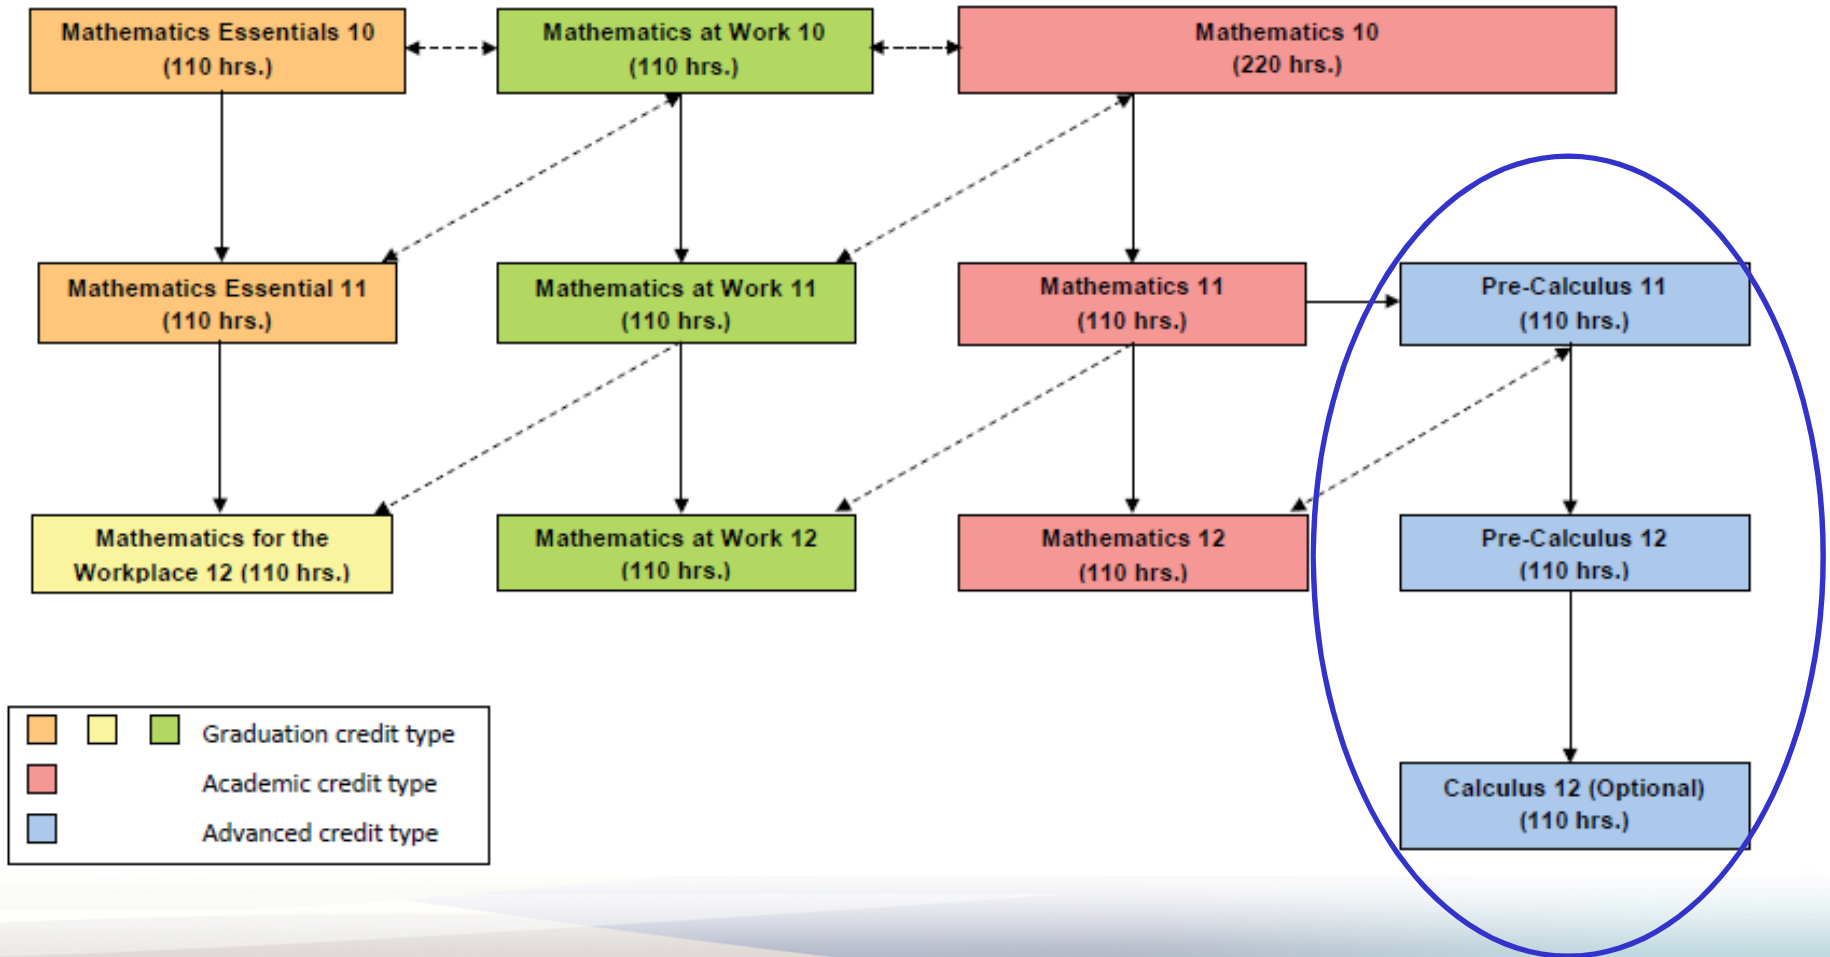 Mathematics Essentials 10
(110 hrs.)
Mathematics at Work 10
(110 hrs.)
Mathematics 10
(220 hrs.)
Mathematics Essential 11
(110 hrs.)
Mathematics at Work 11
(110 hrs.)
Mathematics 11
(110 hrs.)
Pre-Calculus 11
(110 hrs.)
Mathematics for the
Workplace 12 (110 hrs.)
Mathematics at Work 12
(110 hrs.)
Mathematics 12
(110 hrs.)
Pre-Calculus 12
(110 hrs.)
Calculus 12 (Optional)
(110 hrs.)
Graduation credit type
Academic credit type
Advanced credit type